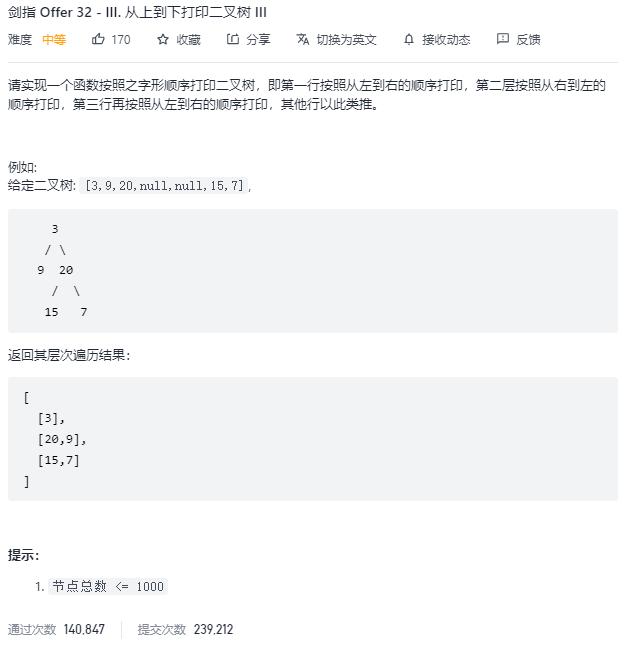 剑指 Offer 32 - III. 从上到下打印二叉树 III
难度 中等 170 收藏 分享 切换为英文 接收动态 反馈
请实现一个函数按照之字形顺序打印二叉树，即第一行按照从左到右的顺序打印，第二层按照从右到左的
顺序打印，第三行再按照从左到右的顺序打印，其他行以此类推。
例如:
给定二叉树: [3,9,20,null,null,15,7],
3
/ \
9 20
/ \
15 7
返回其层次遍历结果：
[
[3],
[20,9],
[15,7]
]
提示：
1. 节点总数 <= 1000
通过次数 140,847 提交次数 239,212